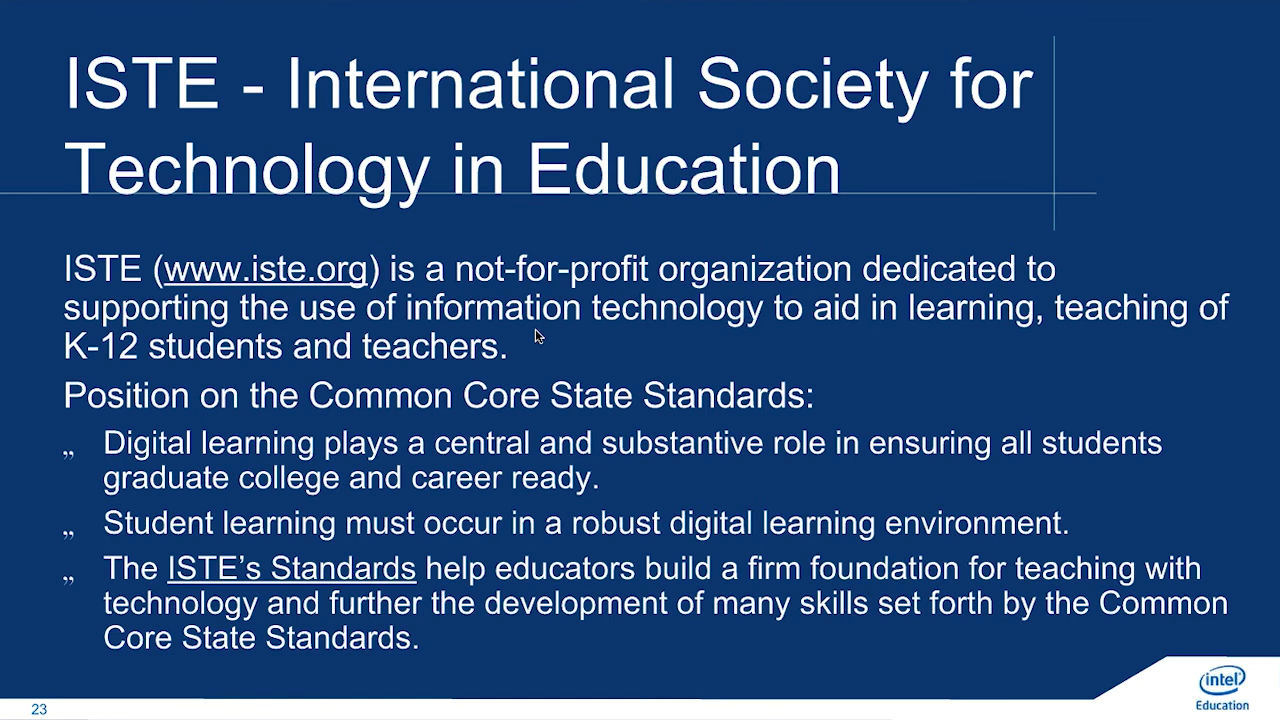 ISTE - International Society for
Technology in Education
ISTE (www.iste.org) is a not-for-profit organization dedicated to
supporting the use of information technology to aid in learning, teaching of
K-12 students and teachers.
Position on the Common Core State Standards:
„ Digital learning plays a central and substantive role in ensuring all students
graduate college and career ready.
„ Student learning must occur in a robust digital learning environment.
„ The ISTE’s Standards help educators build a firm foundation for teaching with
technology and further the development of many skills set forth by the Common
Core State Standards.
23
intel
Education